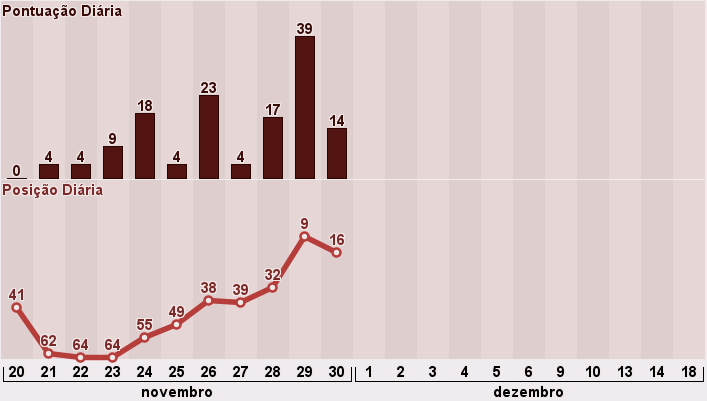 Pontuação Diária
0 4 4 9 18 4 23 4 17 39 14
Posição Diária
41 62 64 64 55 49 38 39 32 9 16
20 21 22 23 24 25 26 27 28 29 30 1 2 3 4 5 6 9 10 13 14 18
novembro dezembro